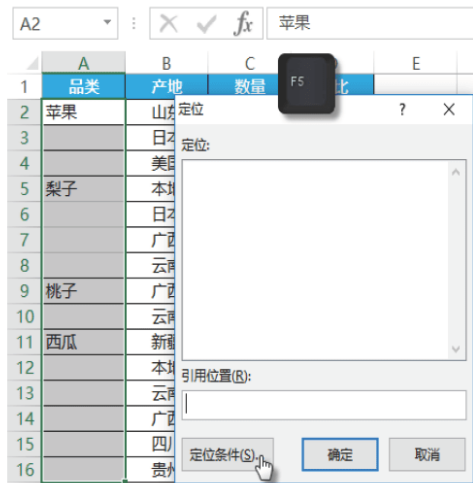 A2 fx 苹果
A B C E
1 品类 产地 数量 比
F5
2 苹果 山东
定位 ? ×
3 日本
定位:
4 美国
5 梨子 本地
6 日本
7 广西
8 云南
9 桃子 广西
10 云南
11 西瓜 新疆
12 本地
引用位置(R):
13 云南
14 广西
15 四川
定位条件(S)... 确定 取消
16 贵州